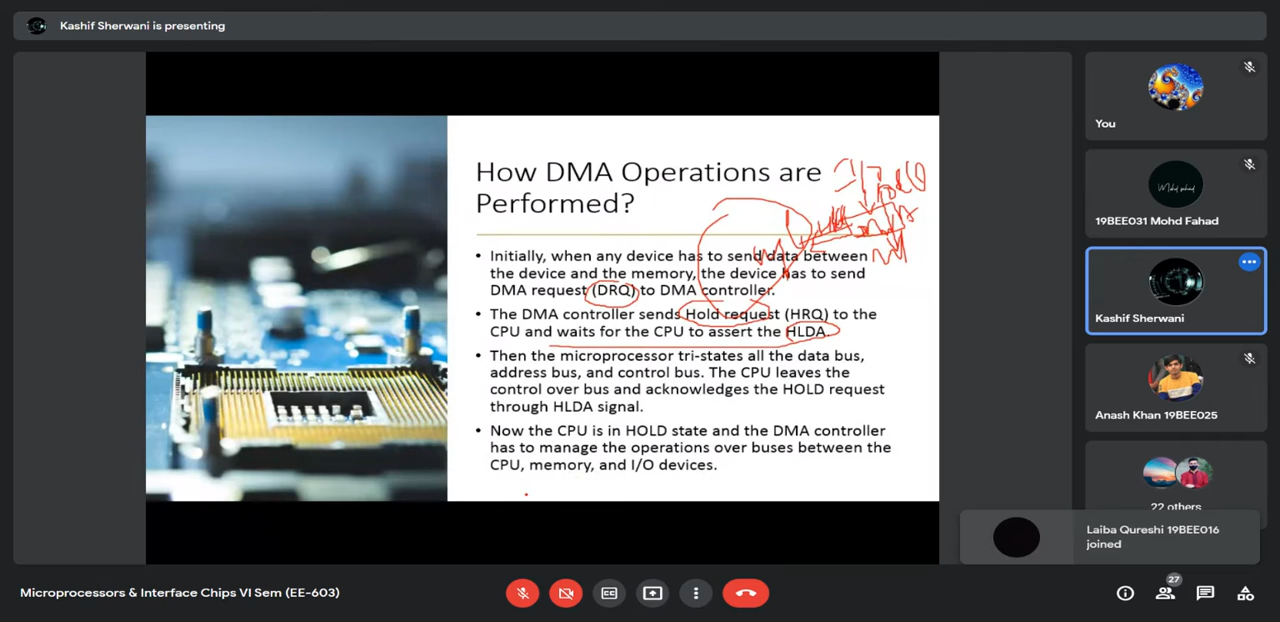 Kashif Sherwani is presenting
How DMA Operations are
Performed?
• Initially, when any device has to send data between
the device and the memory, the device has to send
DMA request (DRQ) to DMA controller.
• The DMA controller sends Hold request (HRQ) to the
CPU and waits for the CPU to assert the HLDA.
• Then the microprocessor tri-states all the data bus,
address bus, and control bus. The CPU leaves the
control over bus and acknowledges the HOLD request
through HLDA signal.
• Now the CPU is in HOLD state and the DMA controller
has to manage the operations over buses between the
CPU, memory, and I/O devices.
You
Mohd Fahad
19BEE031 Mohd Fahad
Kashif Sherwani
Anash Khan 19BEE025
22 others
Laiba Qureshi 19BEE016
joined
Microprocessors & Interface Chips VI Sem (EE-603)
27